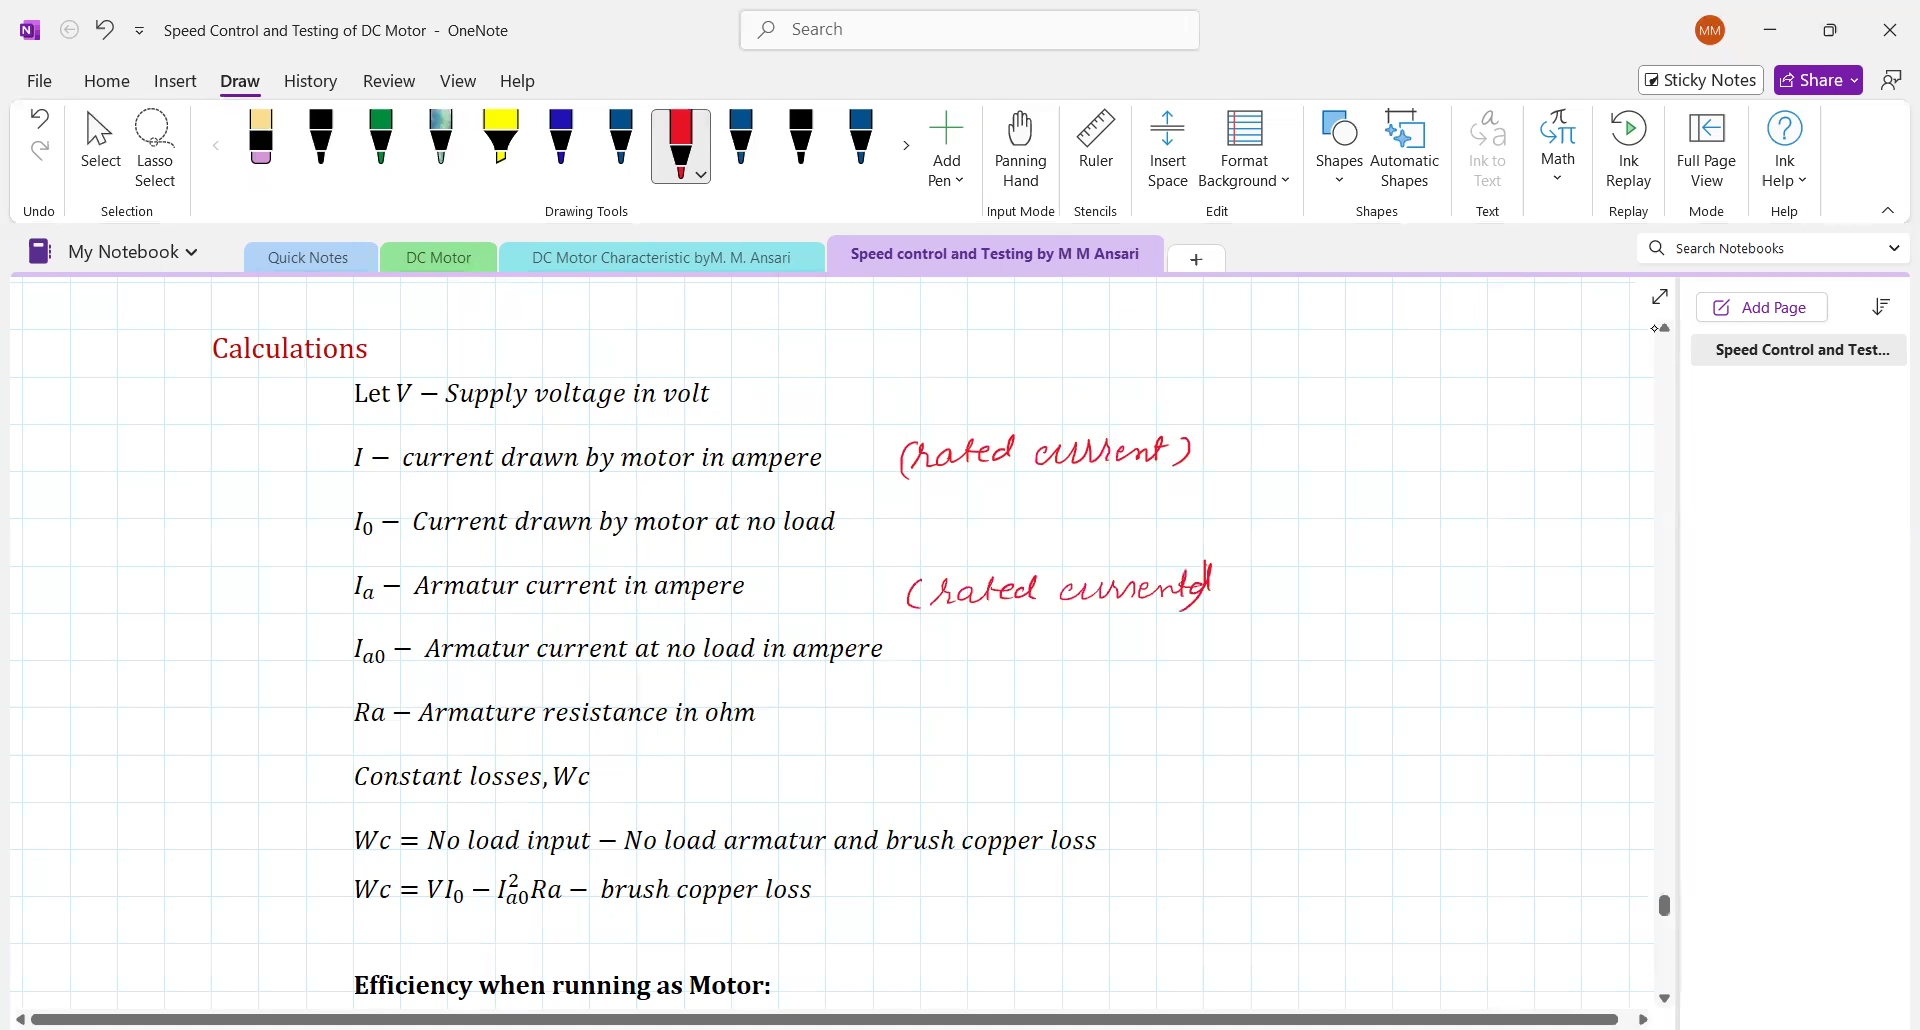 Speed Control and Testing of DC Motor - OneNote
Search
MM
File Home Insert Draw History Review View Help
Sticky Notes Share
Select Lasso Select Add Pen Panning Hand Ruler Insert Space Format Background Shapes Automatic Shapes Ink to Text Math Ink Replay Full Page View Ink Help
Undo Selection Drawing Tools Input Mode Stencils Edit Shapes Text Replay Mode Help
My Notebook Quick Notes DC Motor DC Motor Characteristic byM. M. Ansari Speed control and Testing by M M Ansari + Search Notebooks
Add Page
Speed Control and Test...
Calculations
Let V − Supply voltage in volt
I − current drawn by motor in ampere (rated current)
I₀ − Current drawn by motor at no load
Iₐ − Armatur current in ampere (rated current)
Iₐ₀ − Armatur current at no load in ampere
Ra − Armature resistance in ohm
Constant losses, Wc
Wc = No load input − No load armatur and brush copper loss
Wc = VI₀ − I²ₐ₀Ra − brush copper loss
Efficiency when running as Motor: